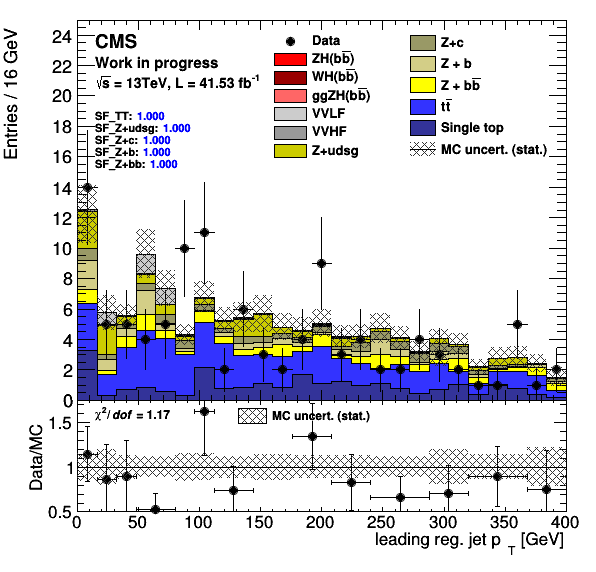 CMS
Work in progress
√s = 13TeV, L = 41.53 fb⁻¹
SF_TT: 1.000
SF_Z+udsg: 1.000
SF_Z+c: 1.000
SF_Z+b: 1.000
SF_Z+bb: 1.000
Data
ZH(bb̅)
WH(bb̅)
ggZH(bb̅)
VVLF
VVHF
Z+udsg
Z+c
Z + b
Z + bb̅
tt̅
Single top
MC uncert. (stat.)
Entries / 16 GeV
24
22
20
18
16
14
12
10
8
6
4
2
0
χ²/ dof = 1.17
MC uncert. (stat.)
Data/MC
1.5
1
0.5
0 50 100 150 200 250 300 350 400
leading reg. jet p_T [GeV]